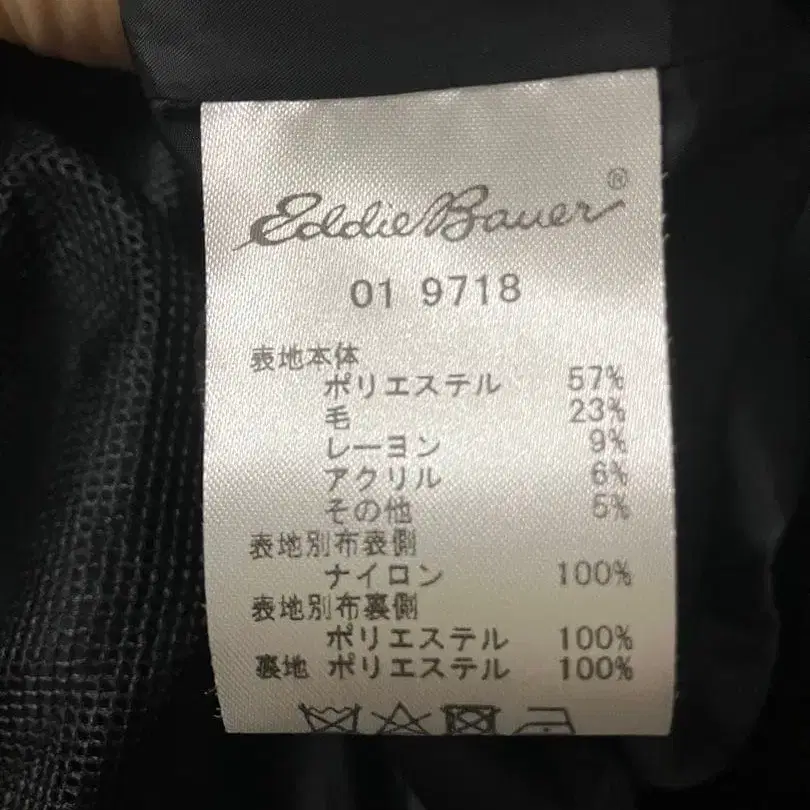 Eddie Bauer®
01 9718
表地本体
ポリエステル 57%
毛 23%
レーヨン 9%
アクリル 6%
その他 5%
表地別布表側
ナイロン 100%
表地別布裏側
ポリエステル 100%
裏地 ポリエステル 100%